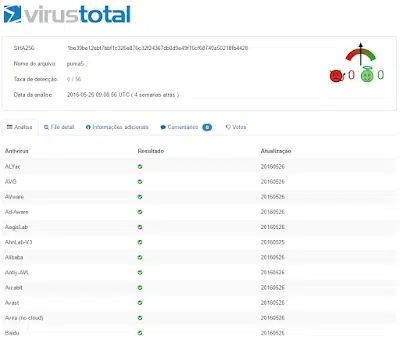 virustotal
SHA256:
Nome do arquivo: puma5
Taxa de detecção: 0 / 56
Data da análise: 2016-05-26 09:08:56 UTC ( 4 semanas atrás )
0 0
Análise File detail Informações adicionais Comentários 0 Votos
Antivírus Resultado Atualização
ALYac 20160526
AVG 20160526
AVware 20160526
Ad-Aware 20160526
AegisLab 20160526
AhnLab-V3 20160525
Alibaba 20160526
Antiy-AVL 20160526
Arcabit 20160526
Avast 20160526
Avira (no cloud) 20160526
Baidu 20160526